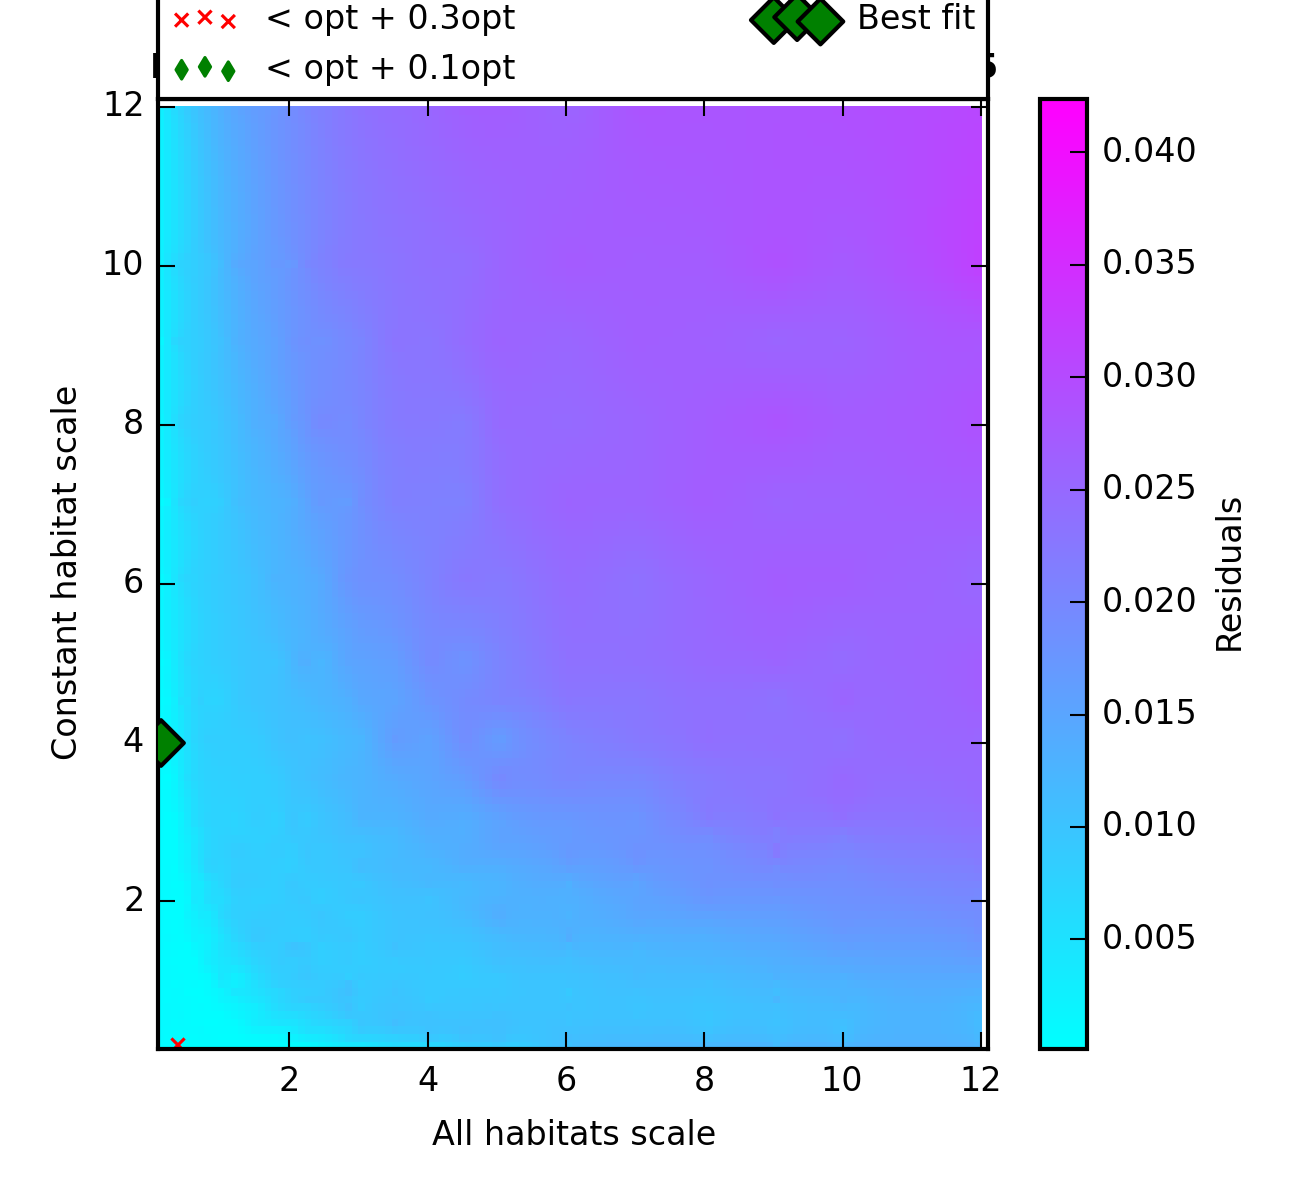 < opt + 0.3opt
Best fit
< opt + 0.1opt
12
10
8
6
4
2
Constant habitat scale
2 4 6 8 10 12
All habitats scale
0.040
0.035
0.030
0.025
0.020
0.015
0.010
0.005
Residuals